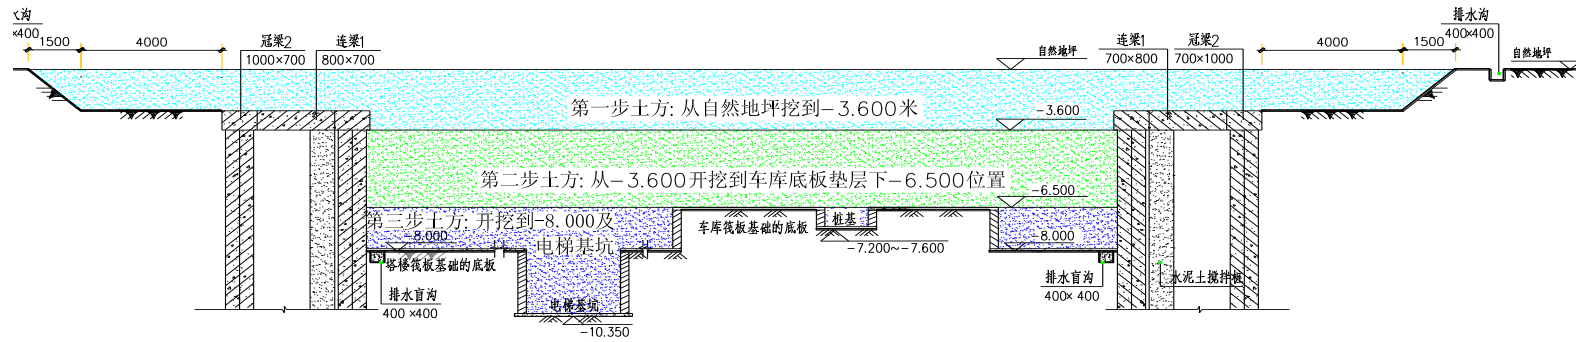 水沟
×400
1500
4000
冠梁2
1000×700
连梁1
800×700
自然地坪
连梁1
700×800
冠梁2
700×1000
4000
1500
排水沟
400×400
自然地坪
第一步土方: 从自然地坪挖到-3.600米
-3.600
第二步土方: 从-3.600开挖到车库底板垫层下-6.500位置
-6.500
第三步土方: 开挖到-8.000及
电梯基坑
-8.000
车库筏板基础的底板
桩基
-7.200~-7.600
-8.000
塔楼筏板基础的底板
排水盲沟
400×400
电梯基坑
-10.350
排水盲沟
400×400
水泥土搅拌桩